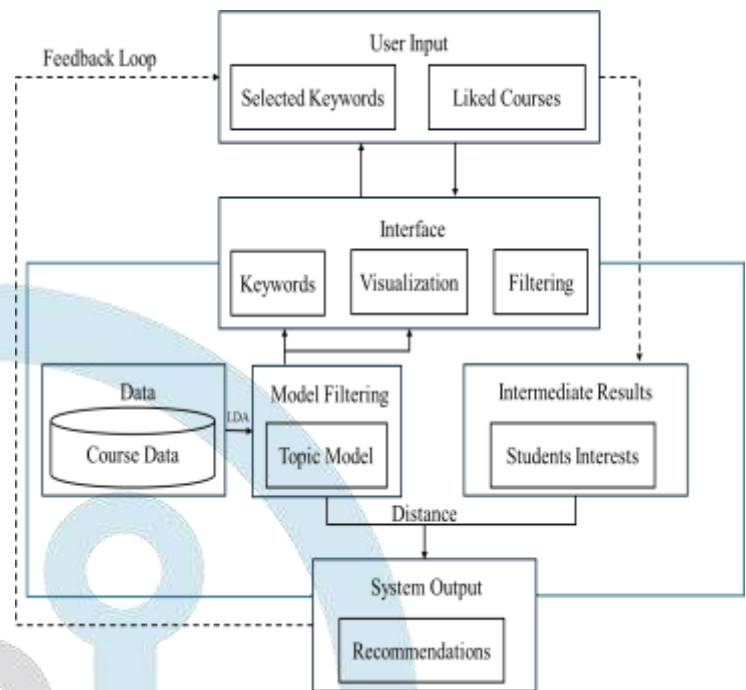 User Input
Feedback Loop
Selected Keywords
Liked Courses
Interface
Keywords
Visualization
Filtering
Data
Course Data
LDA
Model Filtering
Topic Model
Intermediate Results
Students Interests
Distance
System Output
Recommendations